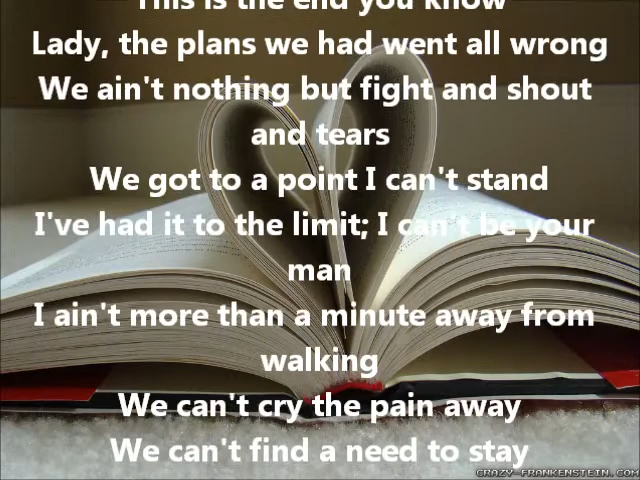 This is the end you know
Lady, the plans we had went all wrong
We ain't nothing but fight and shout
and tears
We got to a point I can't stand
I've had it to the limit; I can't be your
man
I ain't more than a minute away from
walking
We can't cry the pain away
We can't find a need to stay
CRAZY-FRANKENSTEIN.COM